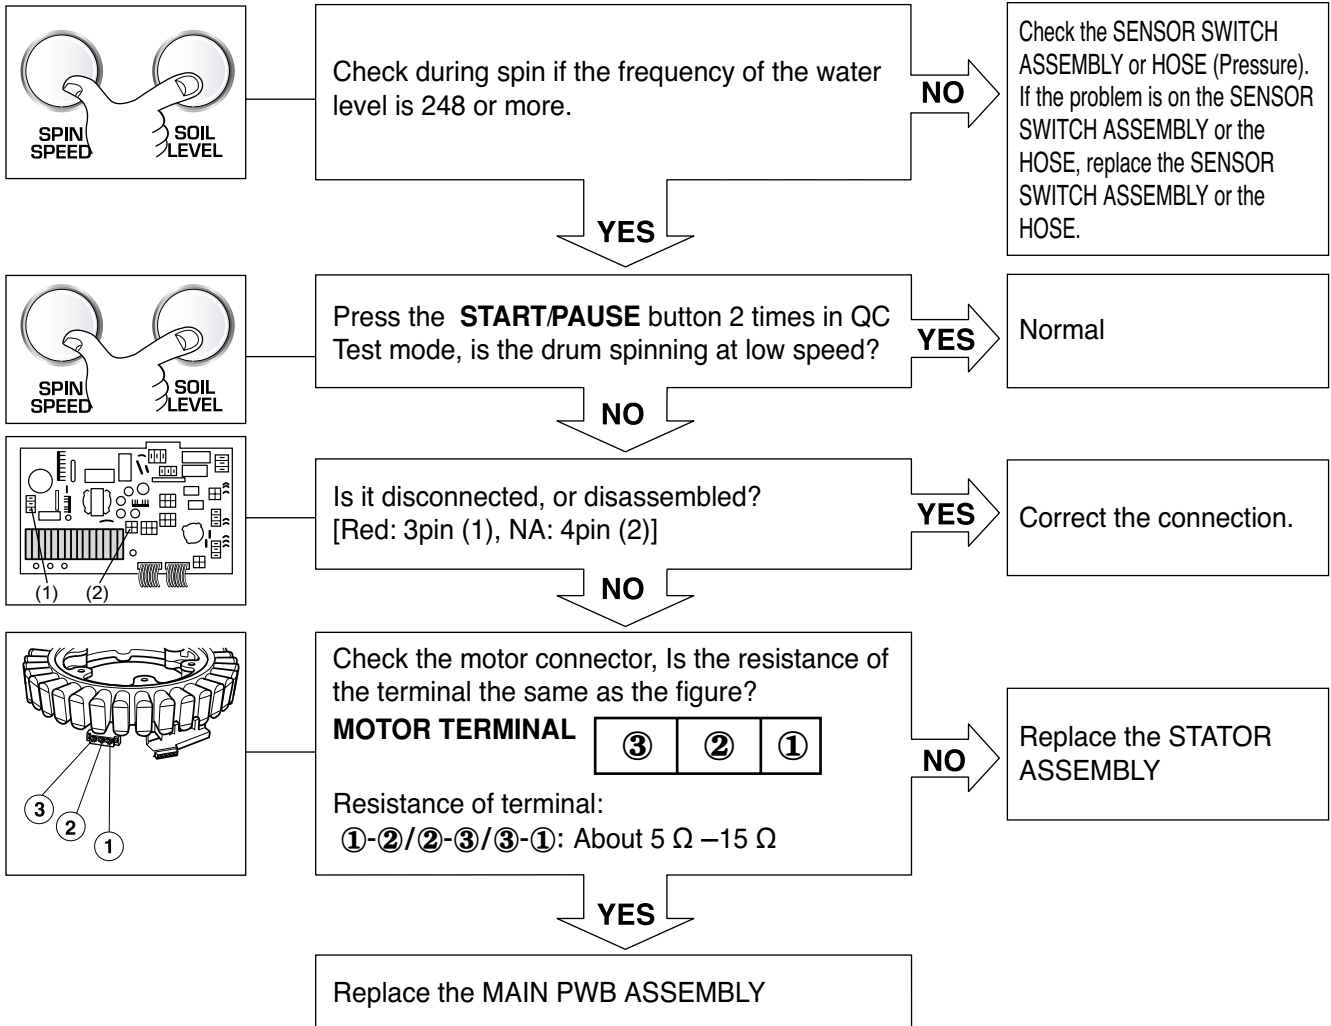 SPIN
SPEED
SOIL
LEVEL
Check during spin if the frequency of the water
level is 248 or more.
NO
Check the SENSOR SWITCH
ASSEMBLY or HOSE (Pressure).
If the problem is on the SENSOR
SWITCH ASSEMBLY or the
HOSE, replace the SENSOR
SWITCH ASSEMBLY or the
HOSE.
YES
SPIN
SPEED
SOIL
LEVEL
Press the START/PAUSE button 2 times in QC
Test mode, is the drum spinning at low speed?
YES
Normal
NO
(1)
(2)
Is it disconnected, or disassembled?
[Red: 3pin (1), NA: 4pin (2)]
YES
Correct the connection.
NO
3
2
1
Check the motor connector, Is the resistance of
the terminal the same as the figure?
MOTOR TERMINAL
③ ② ①
Resistance of terminal:
①-②/②-③/③-①: About 5 Ω –15 Ω
NO
Replace the STATOR
ASSEMBLY
YES
Replace the MAIN PWB ASSEMBLY